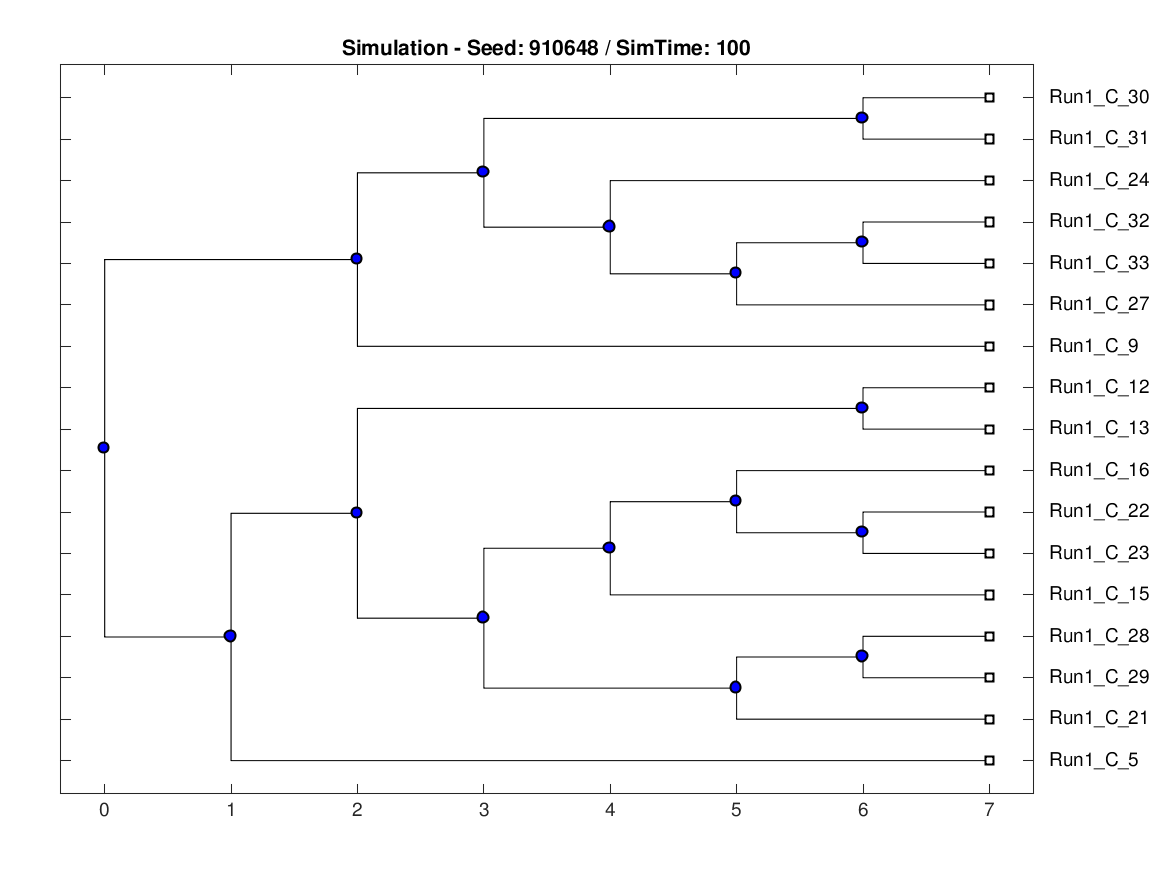 Simulation - Seed: 910648 / SimTime: 100
Run1_C_30
Run1_C_31
Run1_C_24
Run1_C_32
Run1_C_33
Run1_C_27
Run1_C_9
Run1_C_12
Run1_C_13
Run1_C_16
Run1_C_22
Run1_C_23
Run1_C_15
Run1_C_28
Run1_C_29
Run1_C_21
Run1_C_5
0 1 2 3 4 5 6 7